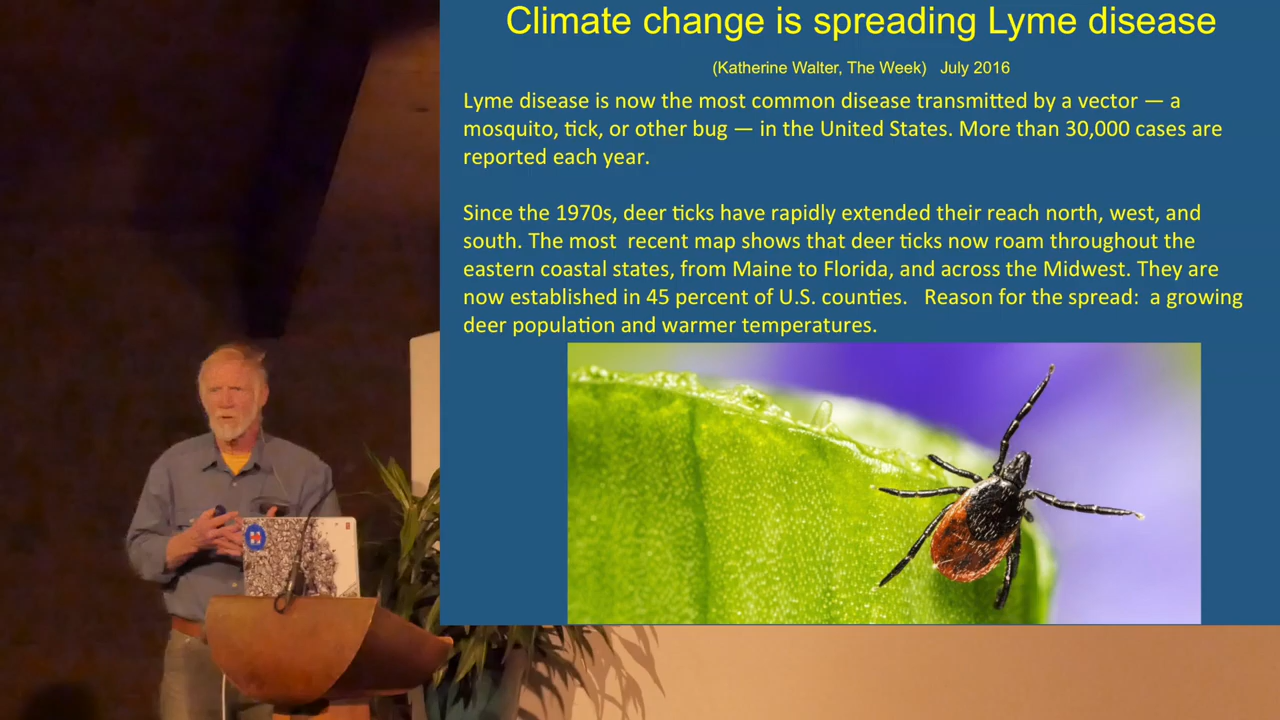 Climate change is spreading Lyme disease
(Katherine Walter, The Week) July 2016
Lyme disease is now the most common disease transmitted by a vector — a
mosquito, tick, or other bug — in the United States. More than 30,000 cases are
reported each year.
Since the 1970s, deer ticks have rapidly extended their reach north, west, and
south. The most recent map shows that deer ticks now roam throughout the
eastern coastal states, from Maine to Florida, and across the Midwest. They are
now established in 45 percent of U.S. counties. Reason for the spread: a growing
deer population and warmer temperatures.